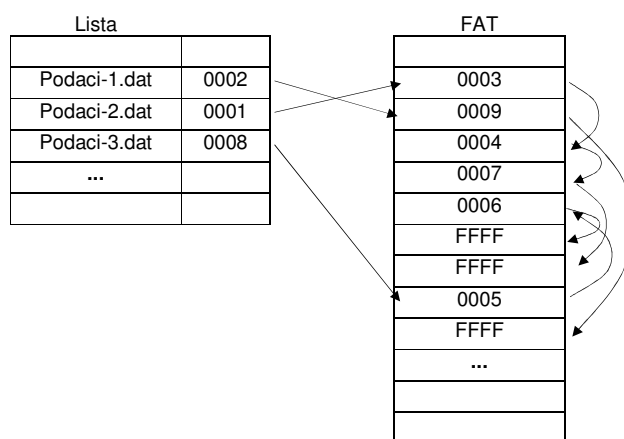 Lista
Podaci-1.dat 0002
Podaci-2.dat 0001
Podaci-3.dat 0008
...
FAT
0003
0009
0004
0007
0006
FFFF
FFFF
0005
FFFF
...